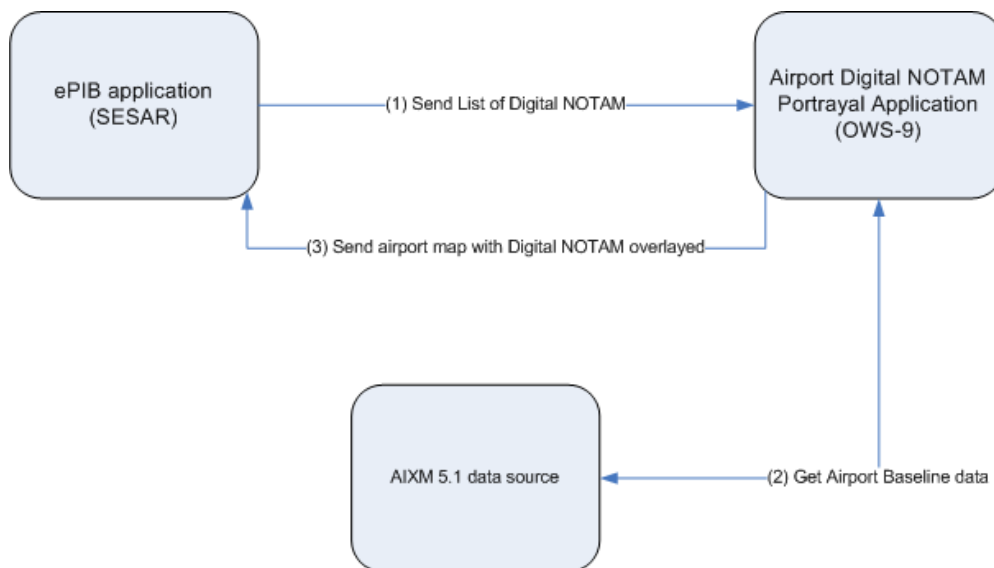 ePIB application
(SESAR)
(1) Send List of Digital NOTAM
Airport Digital NOTAM
Portrayal Application
(OWS-9)
(3) Send airport map with Digital NOTAM overlayed
AIXM 5.1 data source
(2) Get Airport Baseline data